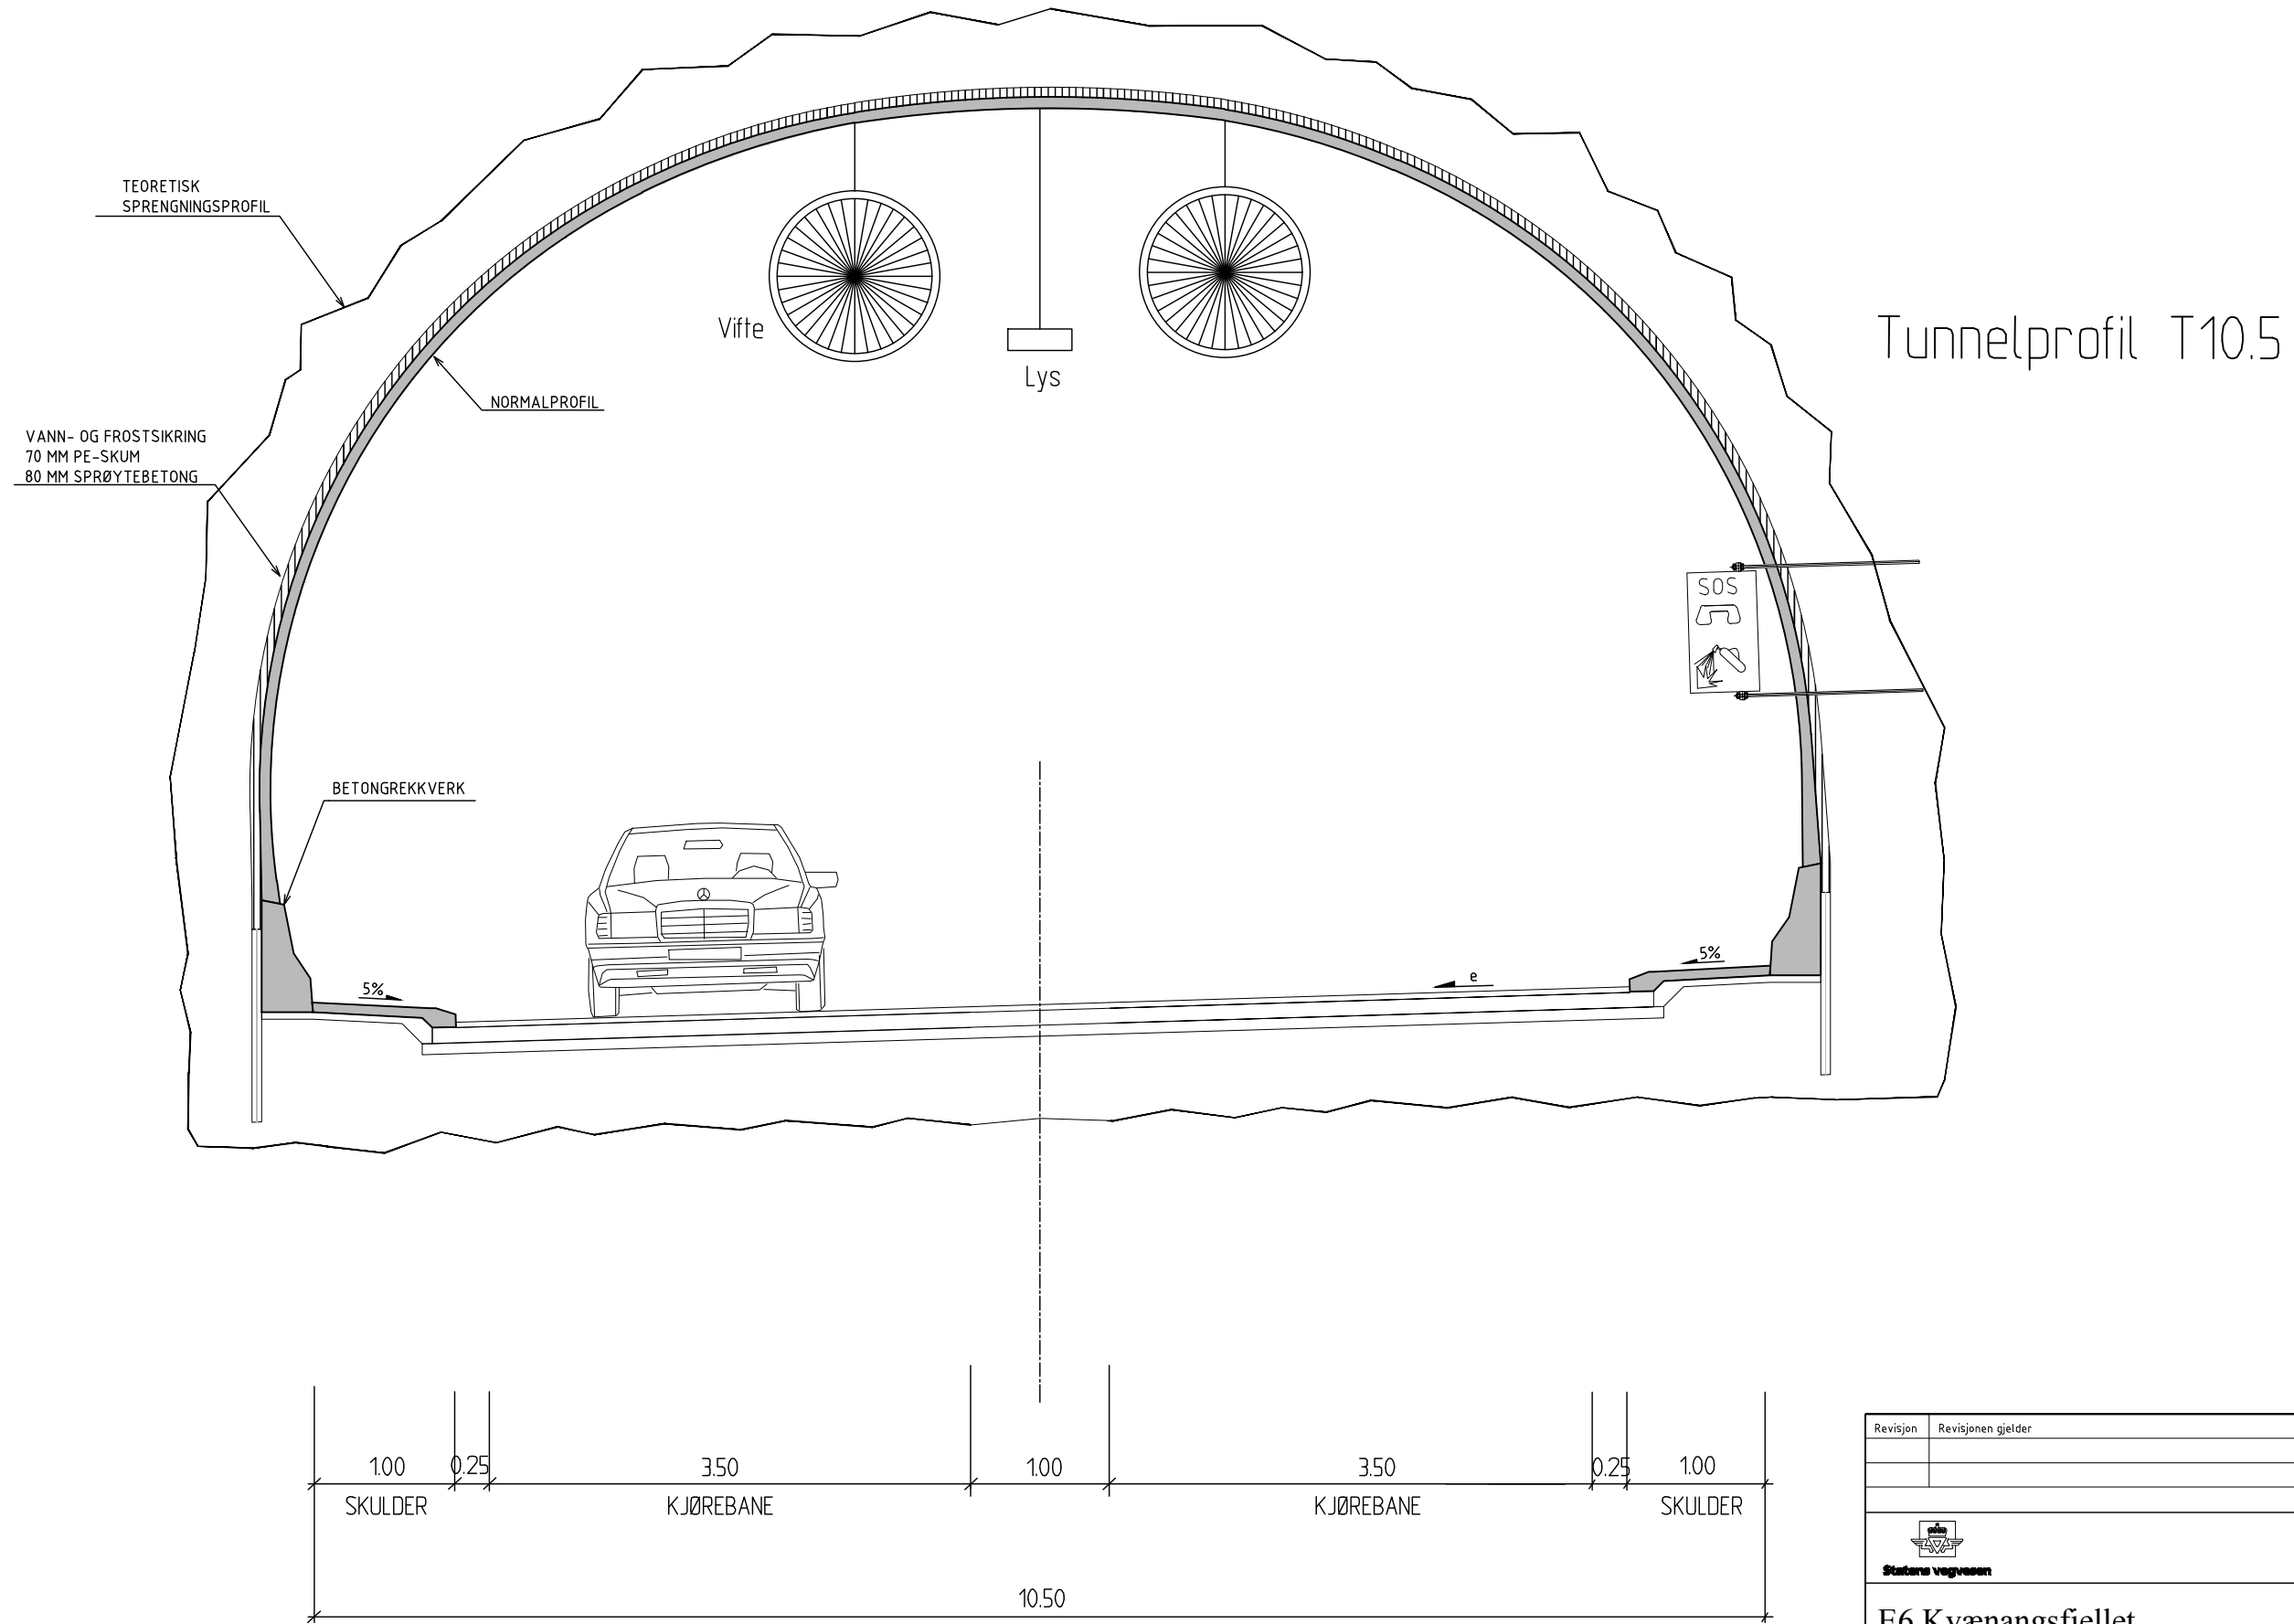 TEORETISK
SPRENGNINGSPROFIL
Tunnelprofil T10.5
Vifte
Lys
NORMALPROFIL
VANN- OG FROSTSIKRING
70 MM PE-SKUM
80 MM SPRØYTEBETONG
SOS
BETONGREKKVERK
5%
e
5%
1.00 0.25 3.50 1.00 3.50 0.25 1.00
SKULDER KJØREBANE KJØREBANE SKULDER
10.50
Revisjon Revisjonen gjelder
Statens vegvesen
E6 Kvænangsfjellet